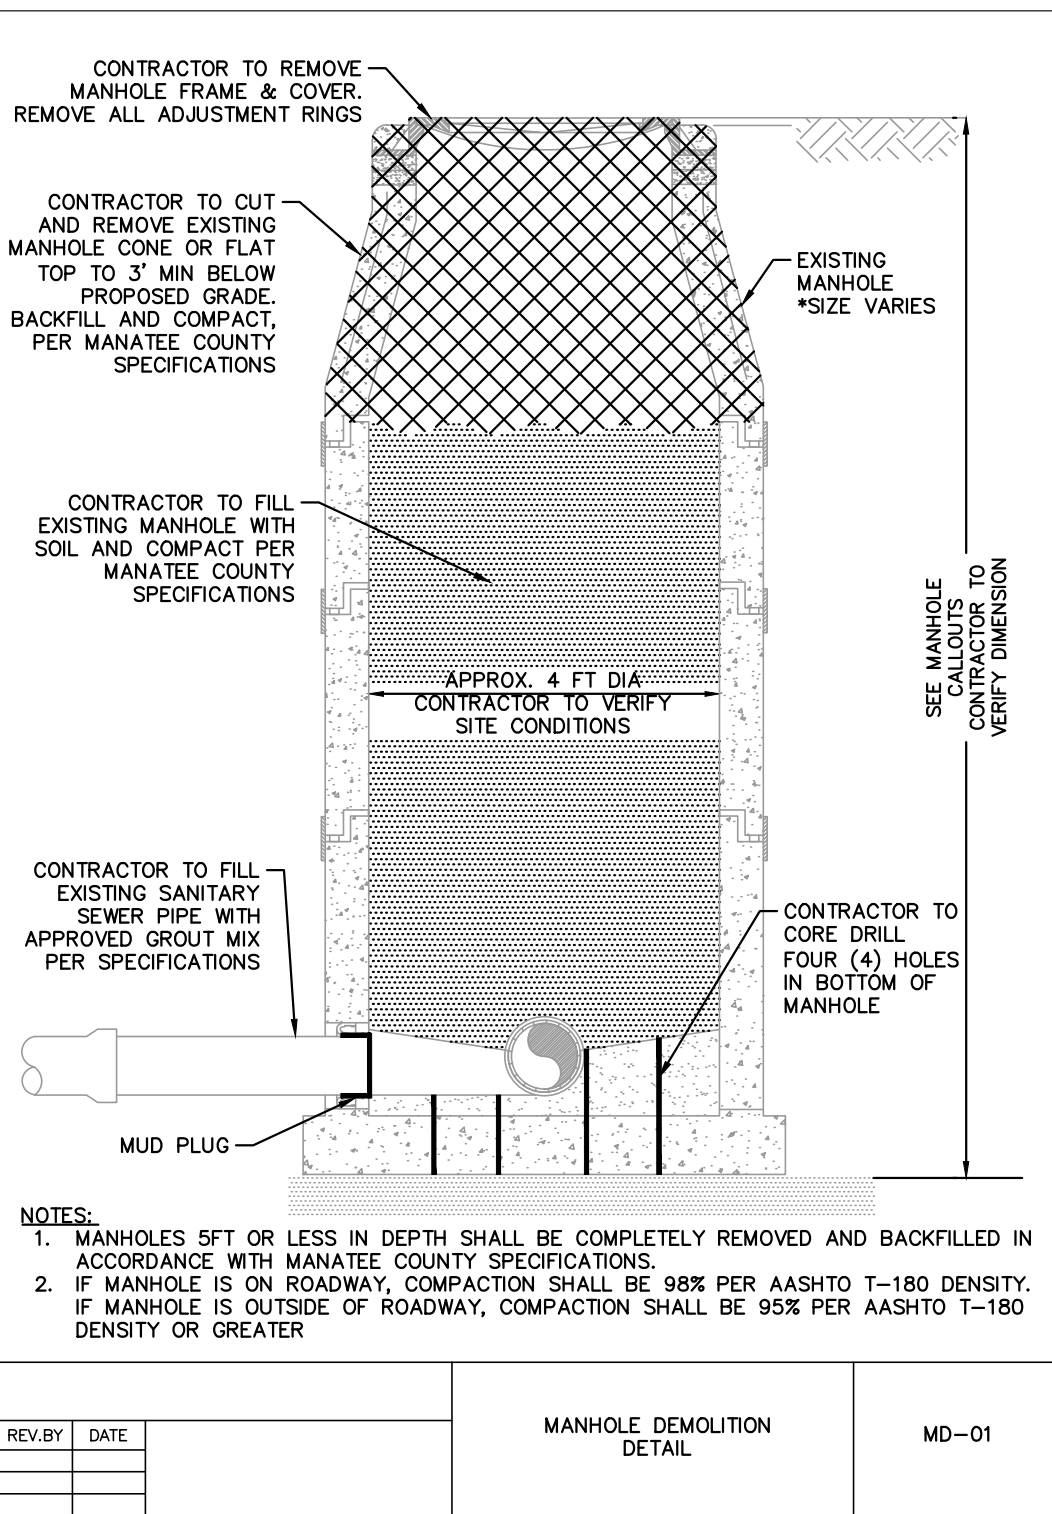 CONTRACTOR TO REMOVE
MANHOLE FRAME & COVER.
REMOVE ALL ADJUSTMENT RINGS
CONTRACTOR TO CUT
AND REMOVE EXISTING
MANHOLE CONE OR FLAT
TOP TO 3' MIN BELOW
PROPOSED GRADE.
BACKFILL AND COMPACT,
PER MANATEE COUNTY
SPECIFICATIONS
EXISTING
MANHOLE
*SIZE VARIES
CONTRACTOR TO FILL
EXISTING MANHOLE WITH
SOIL AND COMPACT PER
MANATEE COUNTY
SPECIFICATIONS
SEE MANHOLE
CALLOUTS
CONTRACTOR TO
VERIFY DIMENSION
APPROX. 4 FT DIA
CONTRACTOR TO VERIFY
SITE CONDITIONS
CONTRACTOR TO FILL
EXISTING SANITARY
SEWER PIPE WITH
APPROVED GROUT MIX
PER SPECIFICATIONS
CONTRACTOR TO
CORE DRILL
FOUR (4) HOLES
IN BOTTOM OF
MANHOLE
MUD PLUG
NOTES:
1. MANHOLES 5FT OR LESS IN DEPTH SHALL BE COMPLETELY REMOVED AND BACKFILLED IN
ACCORDANCE WITH MANATEE COUNTY SPECIFICATIONS.
2. IF MANHOLE IS ON ROADWAY, COMPACTION SHALL BE 98% PER AASHTO T-180 DENSITY.
IF MANHOLE IS OUTSIDE OF ROADWAY, COMPACTION SHALL BE 95% PER AASHTO T-180
DENSITY OR GREATER
REV.BY DATE
MANHOLE DEMOLITION
DETAIL
MD-01